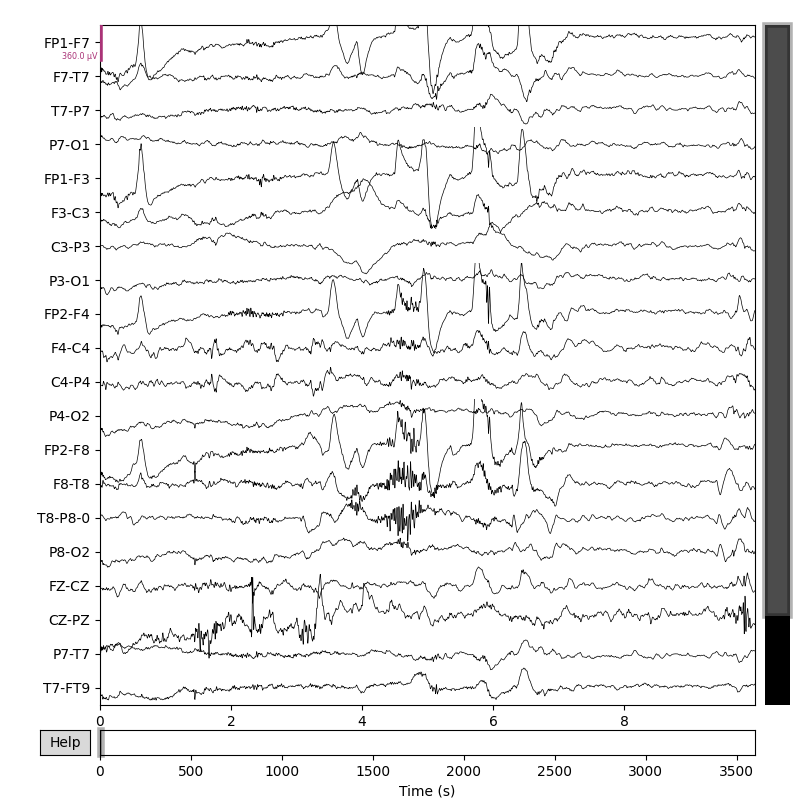 FP1-F7
360.0 µV
F7-T7
T7-P7
P7-O1
FP1-F3
F3-C3
C3-P3
P3-O1
FP2-F4
F4-C4
C4-P4
P4-O2
FP2-F8
F8-T8
T8-P8-0
P8-O2
FZ-CZ
CZ-PZ
P7-T7
T7-FT9
0 2 4 6 8
Help
0 500 1000 1500 2000 2500 3000 3500
Time (s)